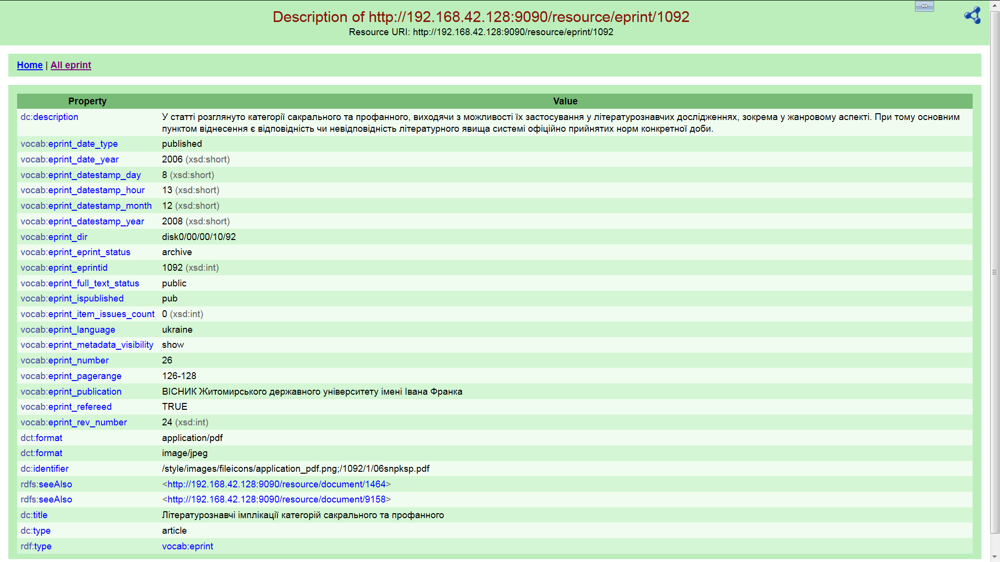 Description of http://192.168.42.128:9090/resource/eprint/1092
Resource URI: http://192.168.42.128:9090/resource/eprint/1092
Home | All eprint
Property Value
dc:description У статті розглянуто категорії сакрального та профанного, виходячи з можливості їх застосування у літературознавчих дослідженнях, зокрема у жанровому аспекті. При тому основним
пунктом віднесення є відповідність чи невідповідність літературного явища системі офіційно прийнятих норм конкретної доби.
vocab:eprint_date_type published
vocab:eprint_date_year 2006 (xsd:short)
vocab:eprint_datestamp_day 8 (xsd:short)
vocab:eprint_datestamp_hour 13 (xsd:short)
vocab:eprint_datestamp_month 12 (xsd:short)
vocab:eprint_datestamp_year 2008 (xsd:short)
vocab:eprint_dir disk0/00/00/10/92
vocab:eprint_eprint_status archive
vocab:eprint_eprintid 1092 (xsd:int)
vocab:eprint_full_text_status public
vocab:eprint_ispublished pub
vocab:eprint_item_issues_count 0 (xsd:int)
vocab:eprint_language ukraine
vocab:eprint_metadata_visibility show
vocab:eprint_number 26
vocab:eprint_pagerange 126-128
vocab:eprint_publication ВІСНИК Житомирського державного університету імені Івана Франка
vocab:eprint_refereed TRUE
vocab:eprint_rev_number 24 (xsd:int)
dct:format application/pdf
dct:format image/jpeg
dc:identifier /style/images/fileicons/application_pdf.png;/1092/1/06snpksp.pdf
rdfs:seeAlso <http://192.168.42.128:9090/resource/document/1464>
rdfs:seeAlso <http://192.168.42.128:9090/resource/document/9158>
dc:title Літературознавчі імплікації категорій сакрального та профанного
dc:type article
rdf:type vocab:eprint